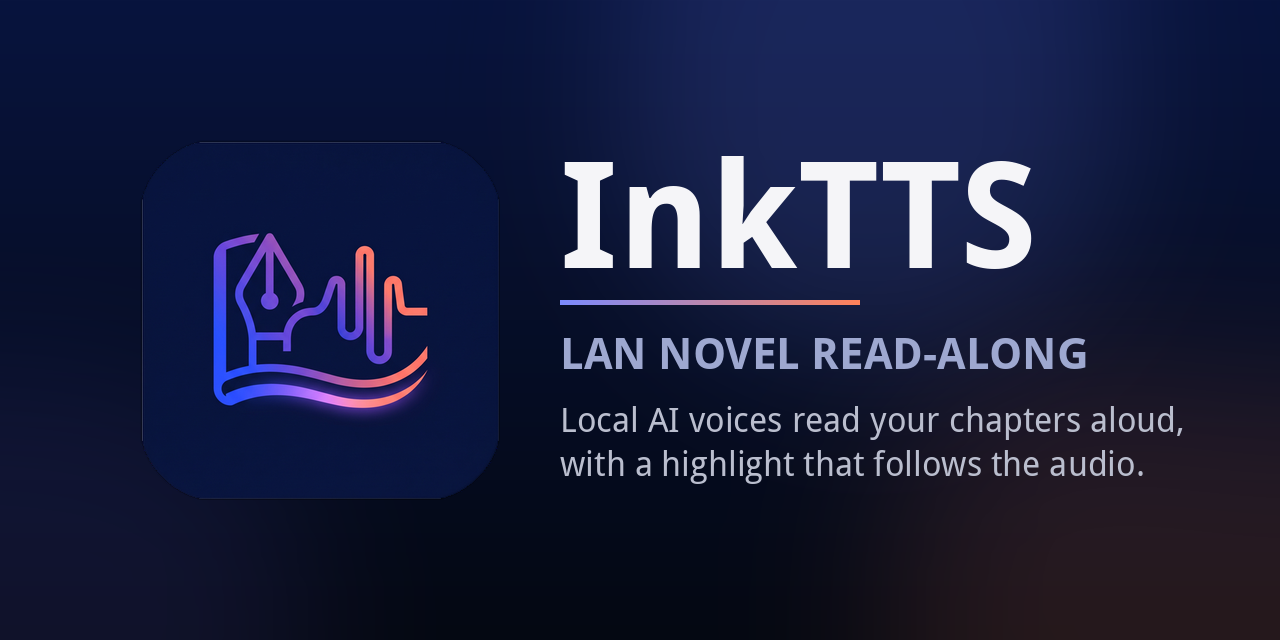 InkTTS
LAN NOVEL READ-ALONG
Local AI voices read your chapters aloud,
with a highlight that follows the audio.